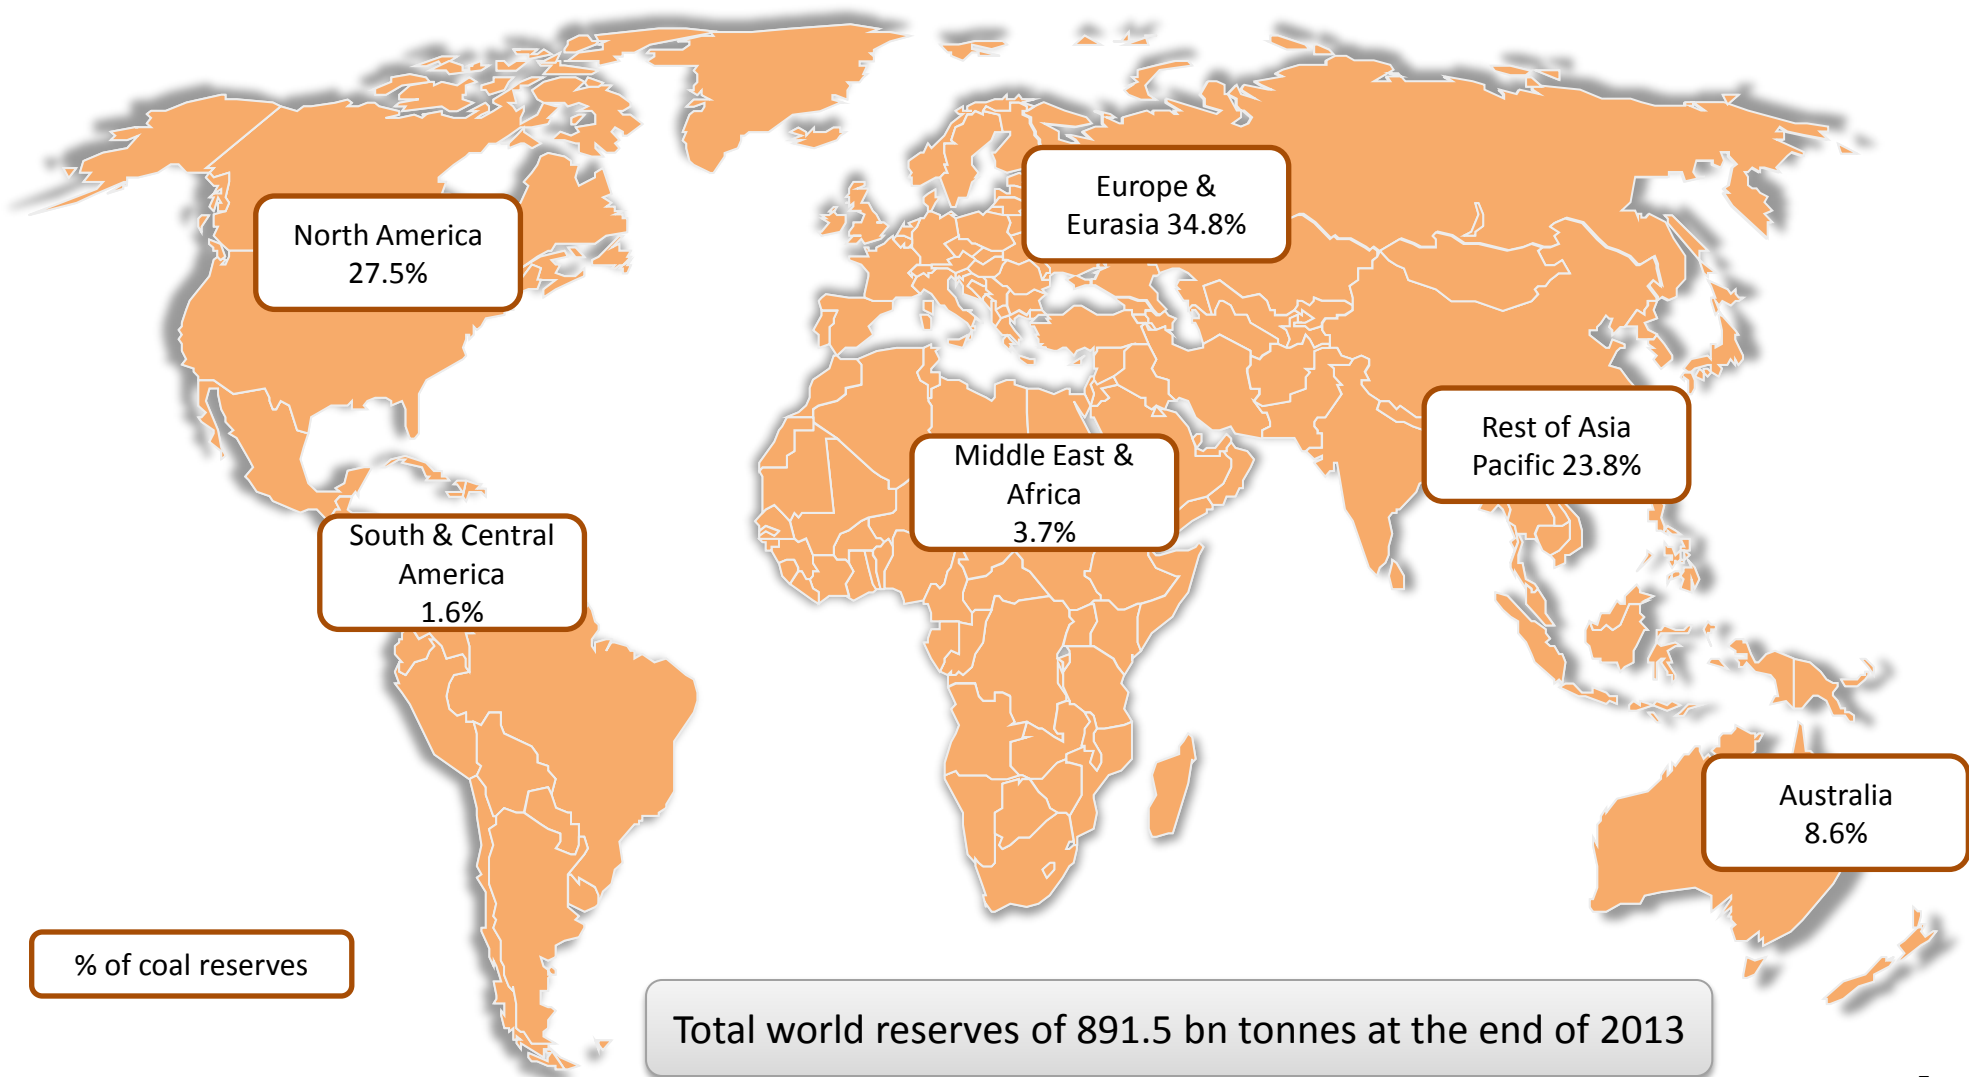 Europe &
Eurasia 34.8%
North America
27.5%
Rest of Asia
Pacific 23.8%
Middle East &
Africa
3.7%
South & Central
America
1.6%
Australia
8.6%
% of coal reserves
Total world reserves of 891.5 bn tonnes at the end of 2013